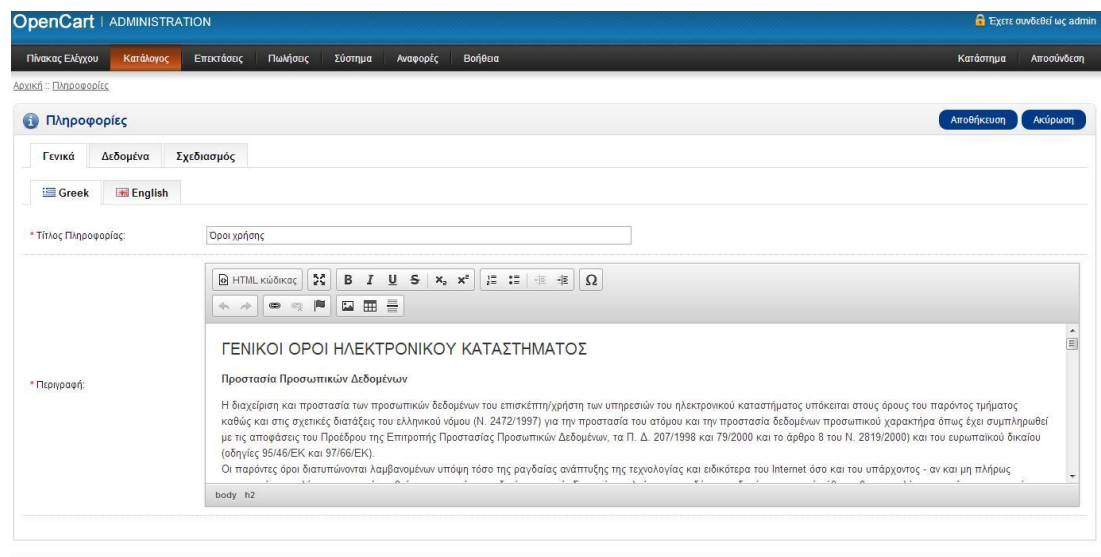 OpenCart | ADMINISTRATION
Έχετε συνδεθεί ως admin
Πίνακας Ελέγχου Κατάλογος Επεκτάσεις Πωλήσεις Σύστημα Αναφορές Βοήθεια Κατάστημα Αποσύνδεση
Αρχική :: Πληροφορίες
Πληροφορίες
Αποθήκευση Ακύρωση
Γενικά Δεδομένα Σχεδιασμός
Greek English
* Τίτλος Πληροφορίας: Όροι χρήσης
HTML κώδικας B I U S x₂ x² Ω
ΓΕΝΙΚΟΙ ΟΡΟΙ ΗΛΕΚΤΡΟΝΙΚΟΥ ΚΑΤΑΣΤΗΜΑΤΟΣ
Προστασία Προσωπικών Δεδομένων
* Περιγραφή:
Η διαχείριση και προστασία των προσωπικών δεδομένων του επισκέπτη/χρήστη των υπηρεσιών του ηλεκτρονικού καταστήματος υπόκειται στους όρους του παρόντος τμήματος
καθώς και στις σχετικές διατάξεις του ελληνικού νόμου (Ν. 2472/1997) για την προστασία του ατόμου και την προστασία δεδομένων προσωπικού χαρακτήρα όπως έχει συμπληρωθεί
με τις αποφάσεις του Προέδρου της Επιτροπής Προστασίας Προσωπικών Δεδομένων, τα Π. Δ. 207/1998 και 79/2000 και το άρθρο 8 του Ν. 2819/2000) και του ευρωπαϊκού δικαίου
(οδηγίες 95/46/ΕΚ και 97/66/ΕΚ).
Οι παρόντες όροι διατυπώνονται λαμβανομένων υπόψη τόσο της ραγδαίας ανάπτυξης της τεχνολογίας και ειδικότερα του Internet όσο και του υπάρχοντος - αν και μη πλήρως
body h2